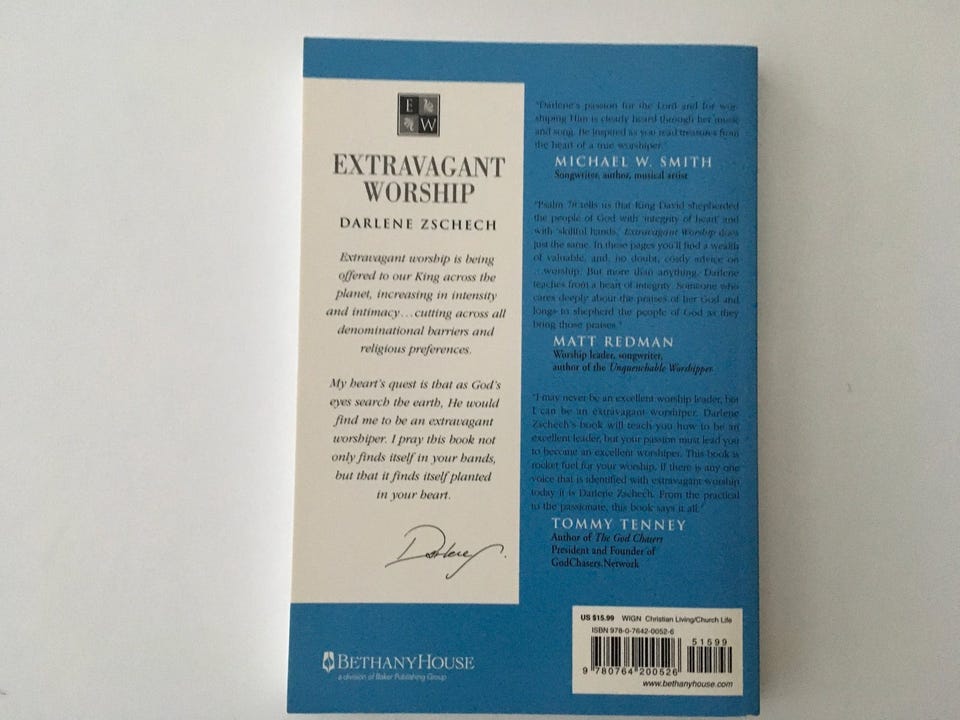 E
W
EXTRAVAGANT
WORSHIP
DARLENE ZSCHECH
Extravagant worship is being
offered to our King across the
planet, increasing in intensity
and intimacy...cutting across all
denominational barriers and
religious preferences.
My heart's quest is that as God's
eyes search the earth, He would
find me to be an extravagant
worshiper. I pray this book not
only finds itself in your hands,
but that it finds itself planted
in your heart.
Darlene
BETHANYHOUSE
a division of Baker Publishing Group
"Darlene's passion for the Lord and for wor-
shiping Him is clearly heard through her music
and song. Be inspired as you read treasures from
the heart of a true worshiper."
MICHAEL W. SMITH
Songwriter, author, musical artist
"Psalm 78 tells us that King David shepherded
the people of God with 'integrity of heart' and
with 'skillful hands.' Extravagant Worship does
just the same. In these pages you'll find a wealth
of valuable, and, no doubt, costly advice on
worship. But more than anything, Darlene
teaches from a heart of integrity. Someone who
cares deeply about the praises of her God and
longs to shepherd the people of God as they
bring those praises."
MATT REDMAN
Worship leader, songwriter,
author of the Unquenchable Worshipper
"I may never be an excellent worship leader, but
I can be an extravagant worshiper. Darlene
Zschech's book will teach you how to be an
excellent leader, but your passion must lead you
to become an excellent worshiper. This book is
rocket fuel for your worship. If there is any one
voice that is identified with extravagant worship
today it is Darlene Zschech. From the practical
to the passionate, this book says it all."
TOMMY TENNEY
Author of The God Chasers
President and Founder of
GodChasers.Network
US $15.99 WIGN Christian Living/Church Life
ISBN 978-0-7642-0052-6
51599
9 780764 200526
www.bethanyhouse.com